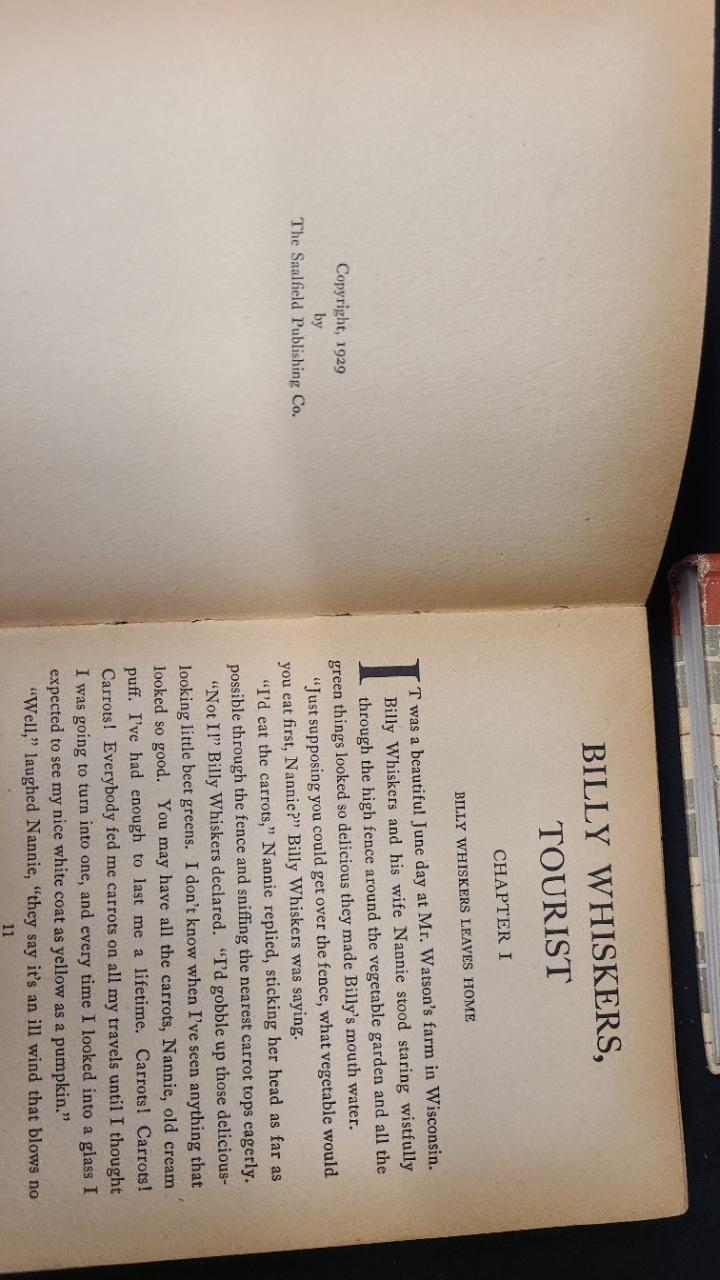 Copyright, 1929
by
The Saalfield Publishing Co.
BILLY WHISKERS,
TOURIST
CHAPTER I
BILLY WHISKERS LEAVES HOME
IT was a beautiful June day at Mr. Watson's farm in Wisconsin.
Billy Whiskers and his wife Nannie stood staring wistfully
through the high fence around the vegetable garden and all the
green things looked so delicious they made Billy's mouth water.
"Just supposing you could get over the fence, what vegetable would
you eat first, Nannie?" Billy Whiskers was saying.
"I'd eat the carrots," Nannie replied, sticking her head as far as
possible through the fence and sniffing the nearest carrot tops eagerly.
"Not I!" Billy Whiskers declared. "I'd gobble up those delicious-
looking little beet greens. I don't know when I've seen anything that
looked so good. You may have all the carrots, Nannie, old cream
puff. I've had enough to last me a lifetime. Carrots! Carrots!
Carrots! Everybody fed me carrots on all my travels until I thought
I was going to turn into one, and every time I looked into a glass I
expected to see my nice white coat as yellow as a pumpkin."
"Well," laughed Nannie, "they say it's an ill wind that blows no
11